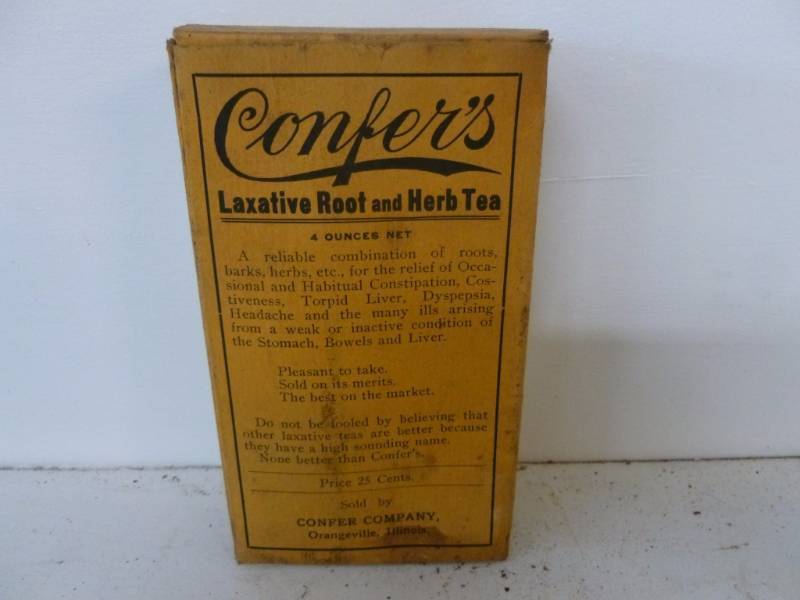 Confer's
Laxative Root and Herb Tea
4 OUNCES NET
A reliable combination of roots,
barks, herbs, etc., for the relief of Occa-
sional and Habitual Constipation, Cos-
tiveness, Torpid Liver, Dyspepsia,
Headache and the many ills arising
from a weak or inactive condition of
the Stomach, Bowels and Liver.
Pleasant to take.
Sold on its merits.
The best on the market.
Do not be fooled by believing that
other laxative teas are better because
they have a high sounding name.
None better than Confer's.
Price 25 Cents.
Sold by
CONFER COMPANY,
Orangeville, Illinois.